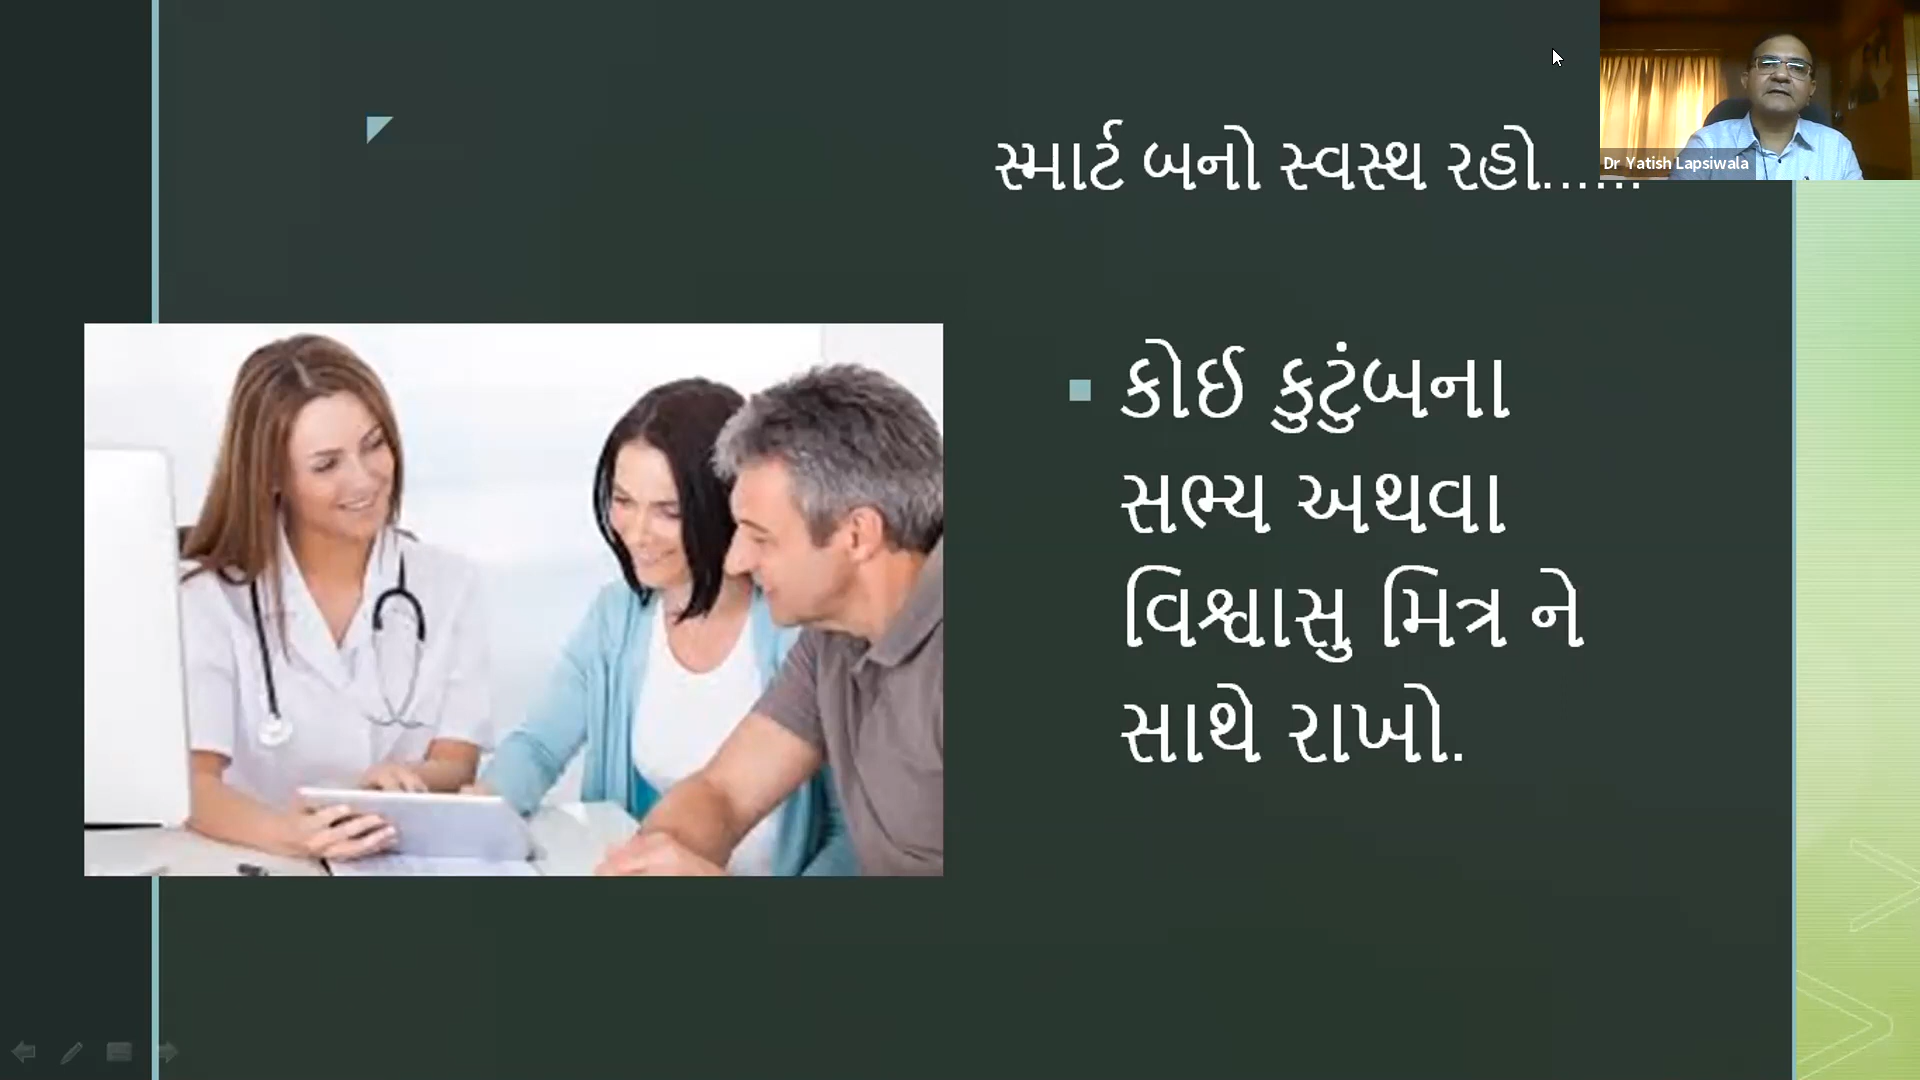 સ્માર્ટ બનો સ્વસ્થ રહો......
Dr Yatish Lapsiwala
કોઈ કુટુંબના
સભ્ય અથવા
વિશ્વાસુ મિત્ર ને
સાથે રાખો.